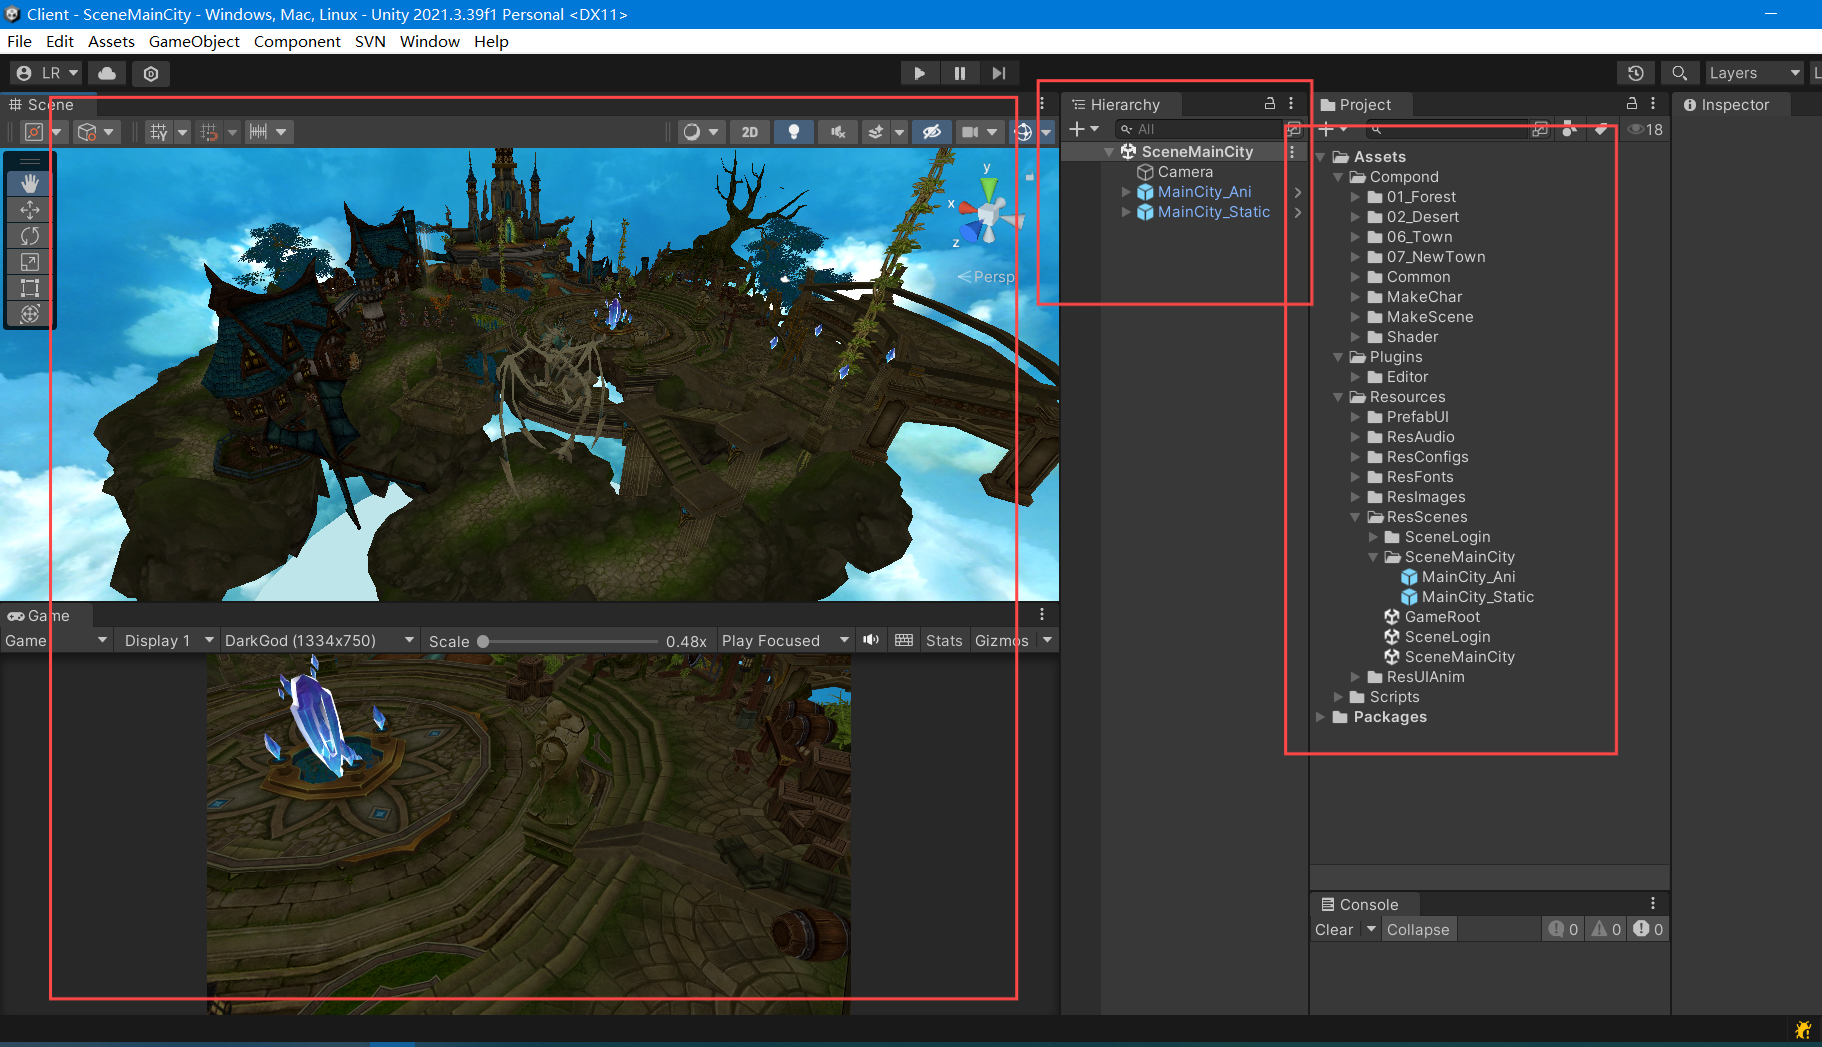 Client - SceneMainCity - Windows, Mac, Linux - Unity 2021.3.39f1 Personal <DX11>
File Edit Assets GameObject Component SVN Window Help
LR
Layers
L
Scene
2D
y
x
z
Persp
Game
Game
Display 1
DarkGod (1334x750)
Scale
0.48x
Play Focused
Stats
Gizmos
Hierarchy
All
SceneMainCity
Camera
MainCity_Ani
MainCity_Static
Project
18
Assets
Compond
01_Forest
02_Desert
06_Town
07_NewTown
Common
MakeChar
MakeScene
Shader
Plugins
Editor
Resources
PrefabUI
ResAudio
ResConfigs
ResFonts
ResImages
ResScenes
SceneLogin
SceneMainCity
MainCity_Ani
MainCity_Static
GameRoot
SceneLogin
SceneMainCity
ResUIAnim
Scripts
Packages
Console
Clear
Collapse
0
0
0
Inspector